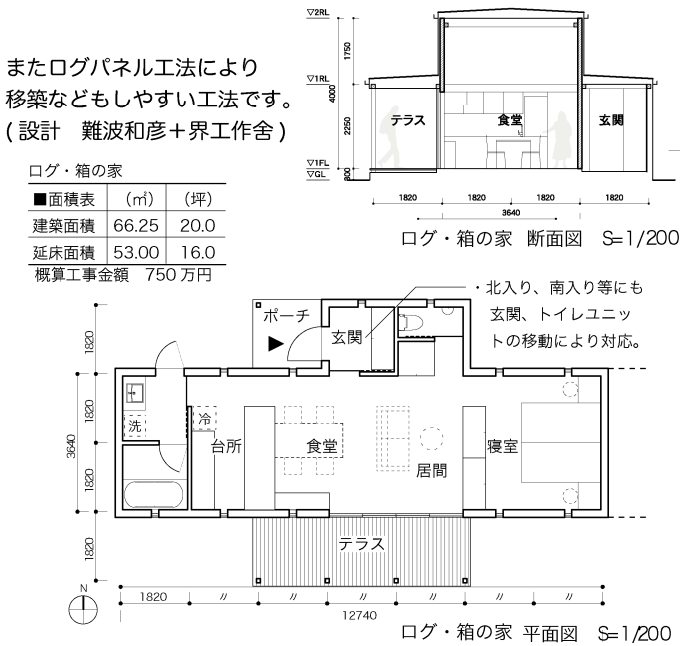 またログパネル工法により
移築などもしやすい工法です。
(設計 難波和彦＋界工作舎)
ログ・箱の家
■面積表 (㎡) (坪)
建築面積 66.25 20.0
延床面積 53.00 16.0
概算工事金額 750万円
▽2RL
▽1RL
▽1FL
▽GL
1750
4000
2250
300
テラス 食堂 玄関
1820 1820 1820 1820
3640
ログ・箱の家 断面図 S=1/200
・北入り、南入り等にも
玄関、トイレユニッ
トの移動により対応。
ポーチ
玄関
洗
冷
台所
食堂
居間
寝室
テラス
1820
1820
3640
1820
1820
N
1820 〃 〃 〃 〃 〃 〃
12740
ログ・箱の家 平面図 S=1/200